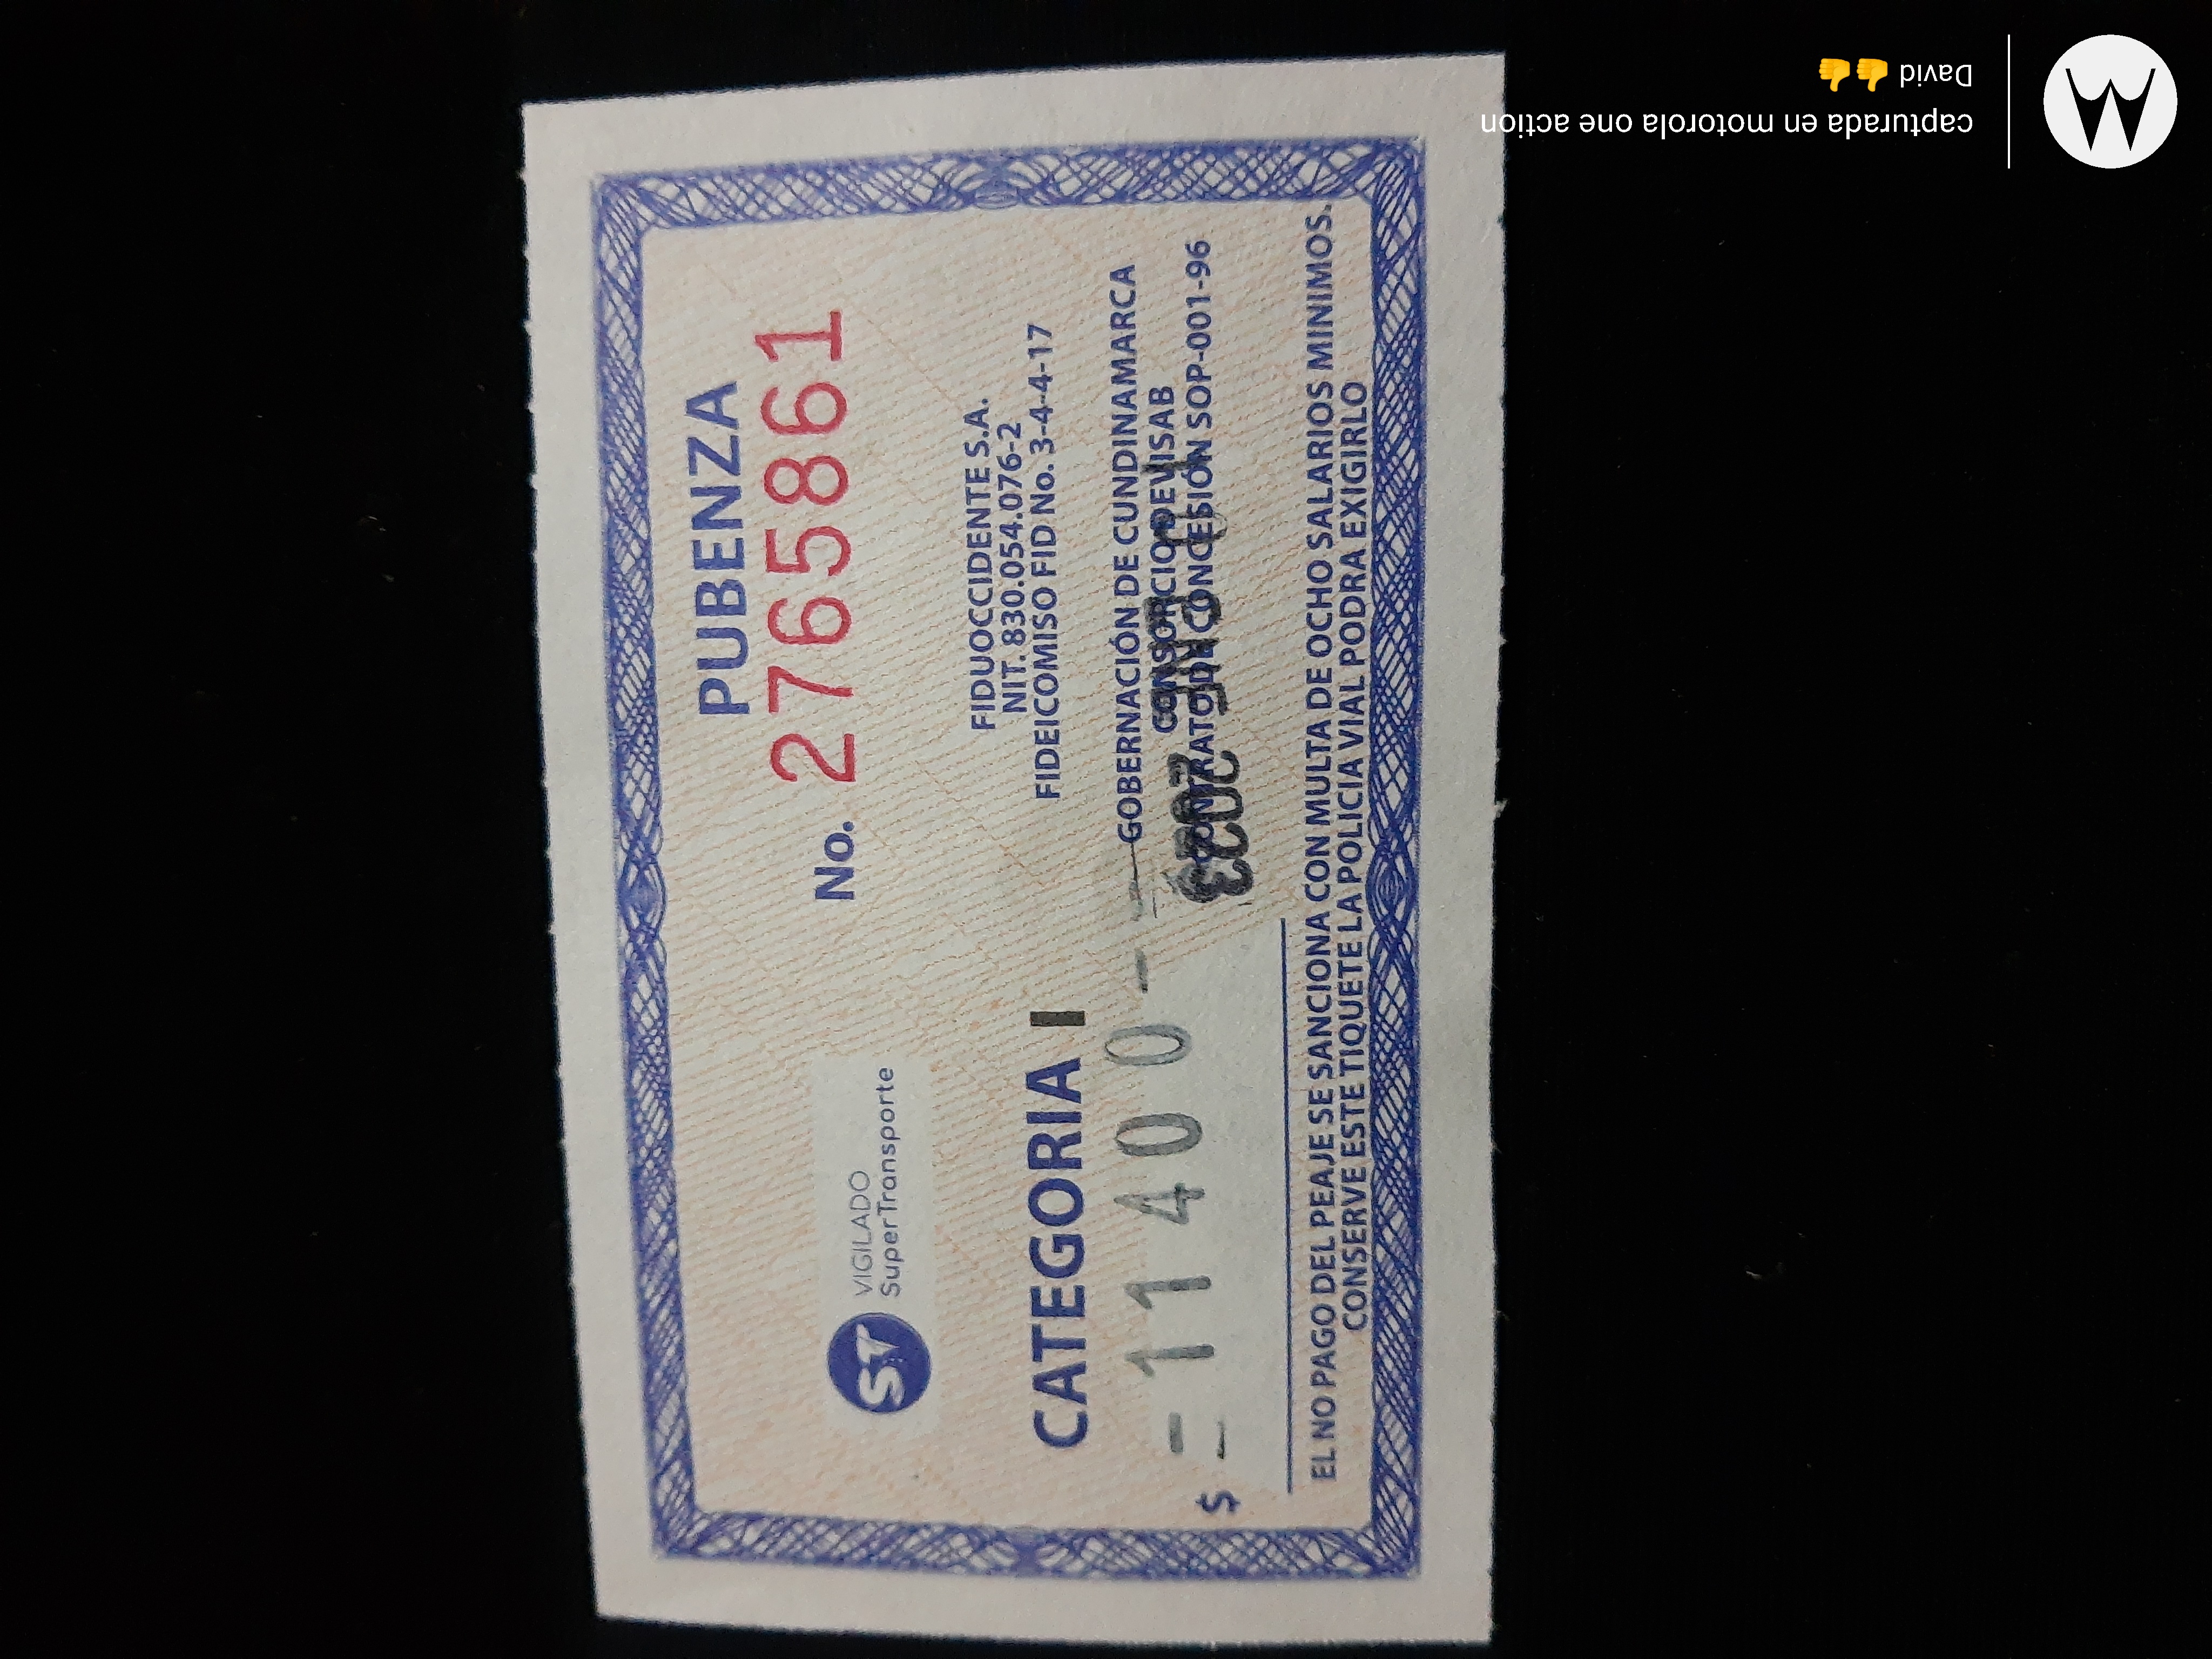 PUBENZA
No. 2765861
VIGILADO
SuperTransporte
FIDUOCCIDENTE S.A.
NIT. 830.054.076-2
FIDEICOMISO FID No. 3-4-4-17
CATEGORIA I
GOBERNACIÓN DE CUNDINAMARCA
CONSORCIO DEVISAB
CONTRATO DE CONCESIÓN SOP-001-96
2023 ENE
$ =11400-
EL NO PAGO DEL PEAJE SE SANCIONA CON MULTA DE OCHO SALARIOS MINIMOS.
CONSERVE ESTE TIQUETE LA POLICIA VIAL PODRA EXIGIRLO
capturada en motorola one action
David 👍👍